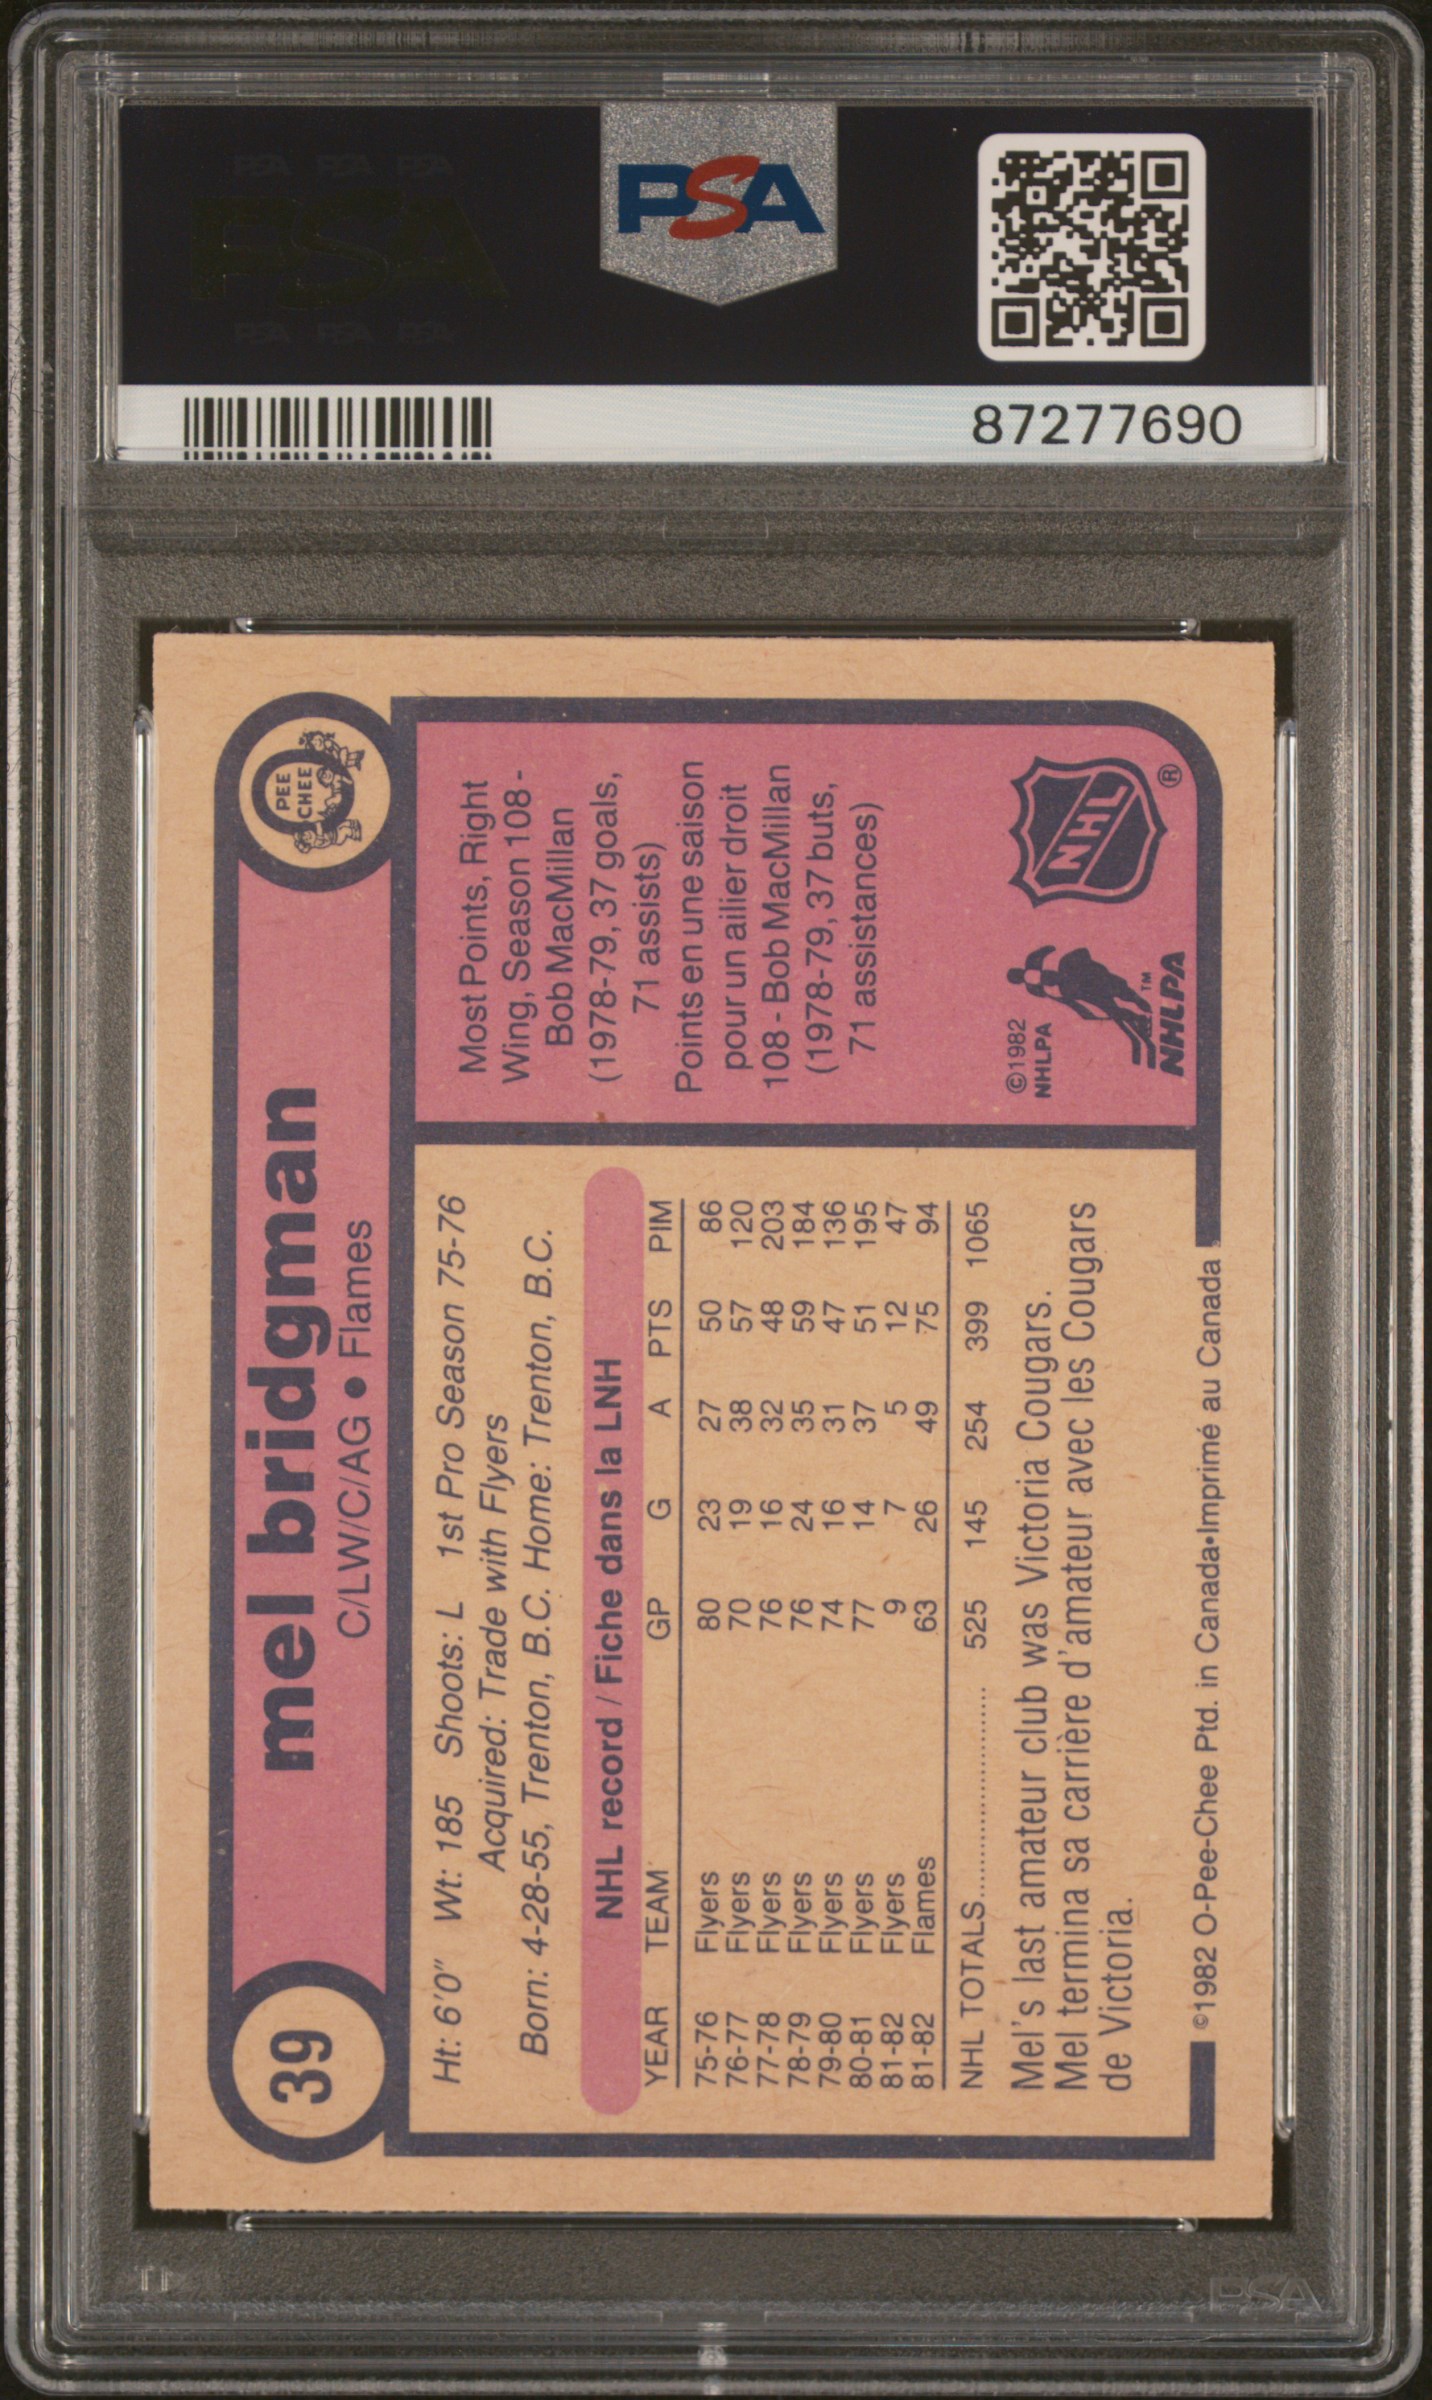 PSA
87277690
39
mel bridgman
C/LW/C/AG • Flames
O
PEE
CHEE
Ht: 6'0" Wt: 185 Shoots: L 1st Pro Season 75-76
Acquired: Trade with Flyers
Born: 4-28-55, Trenton, B.C. Home: Trenton, B.C.
NHL record / Fiche dans la LNH
YEAR TEAM GP G A PTS PIM
75-76 Flyers 80 23 27 50 86
76-77 Flyers 70 19 38 57 120
77-78 Flyers 76 16 32 48 203
78-79 Flyers 76 24 35 59 184
79-80 Flyers 74 16 31 47 136
80-81 Flyers 77 14 37 51 195
81-82 Flyers 9 7 5 12 47
81-82 Flames 63 26 49 75 94
NHL TOTALS................... 525 145 254 399 1065
Mel's last amateur club was Victoria Cougars.
Mel termina sa carrière d'amateur avec les Cougars
de Victoria.
©1982 O-Pee-Chee Ptd. in Canada•Imprimé au Canada
Most Points, Right
Wing, Season 108 -
Bob MacMillan
(1978-79, 37 goals,
71 assists)
Points en une saison
pour un ailier droit
108 - Bob MacMillan
(1978-79, 37 buts,
71 assistances)
©1982
NHLPA
TM
NHLPA
NHL
®
PSA